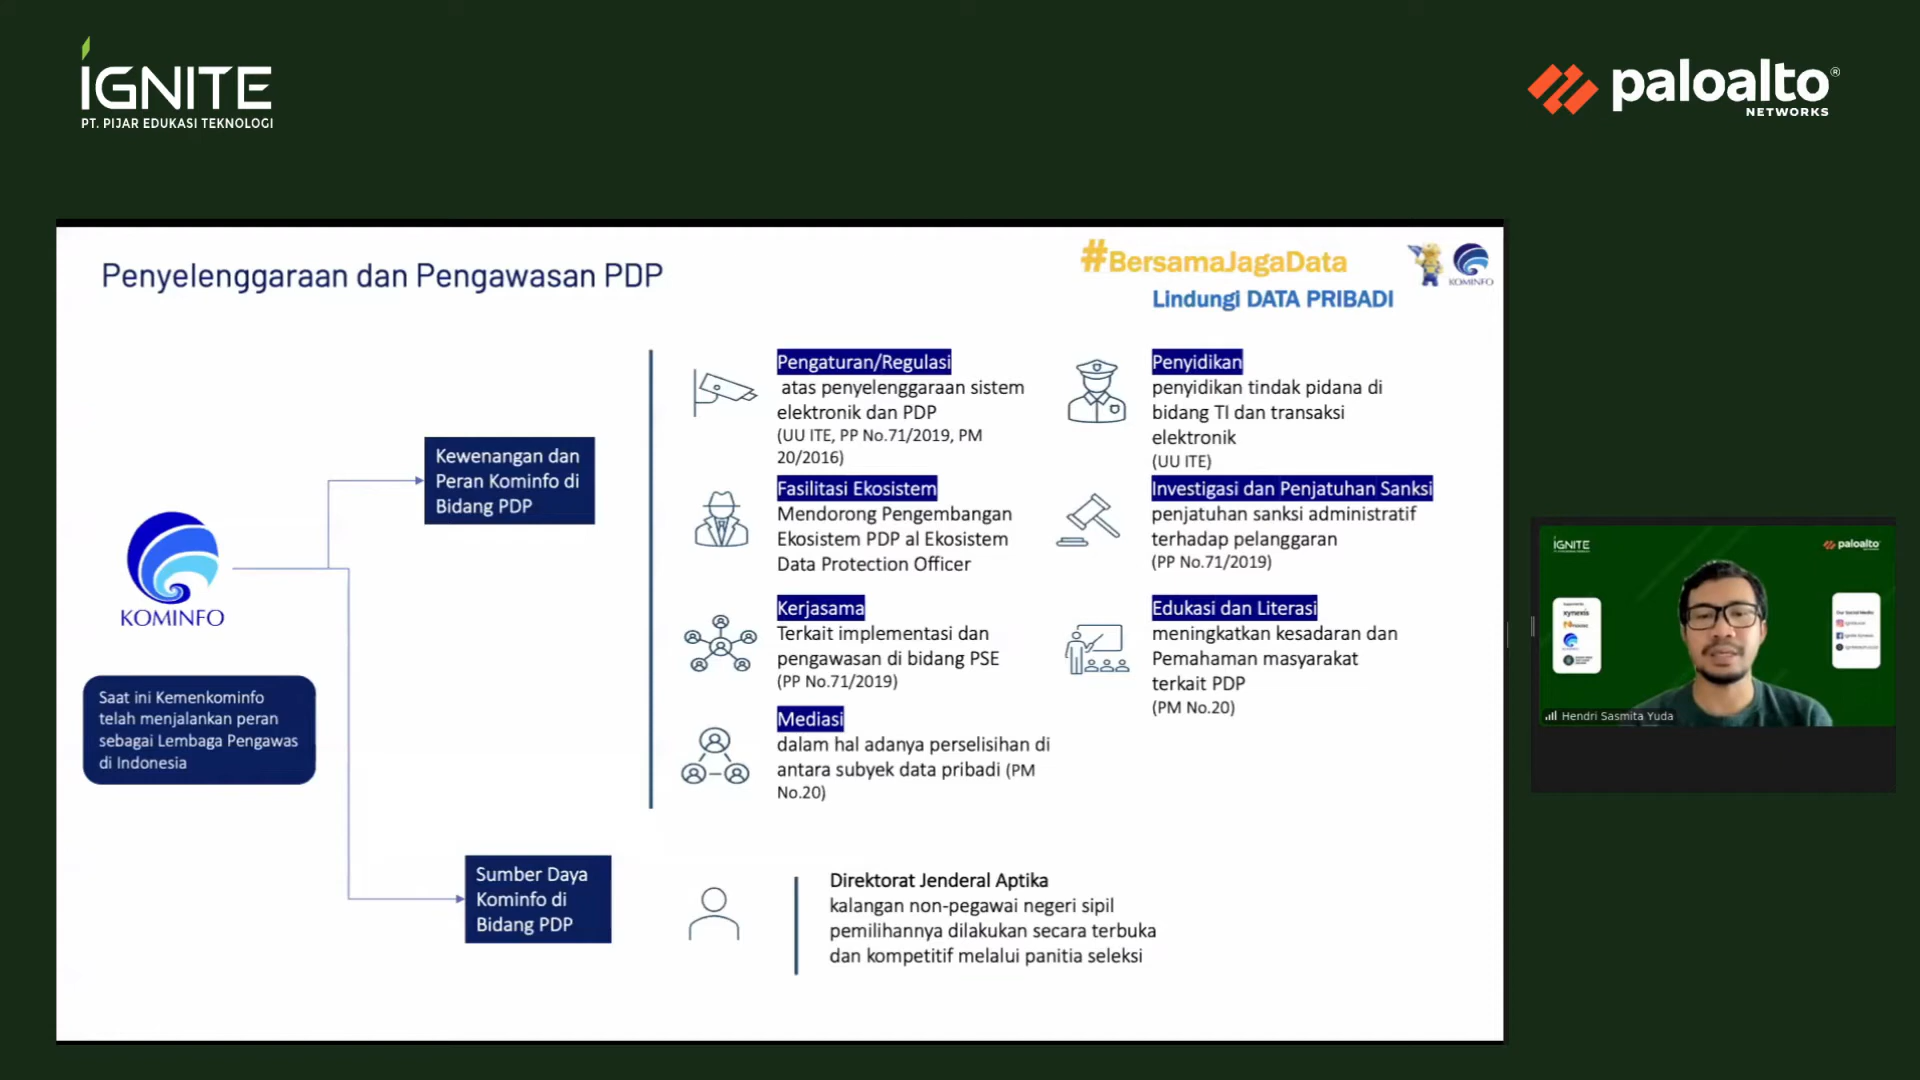 IGNITE
PT. PIJAR EDUKASI TEKNOLOGI
paloalto®
NETWORKS
Penyelenggaraan dan Pengawasan PDP
#BersamaJagaData
Lindungi DATA PRIBADI
KOMINFO
KOMINFO
Saat ini Kemenkominfo
telah menjalankan peran
sebagai Lembaga Pengawas
di Indonesia
Kewenangan dan
Peran Kominfo di
Bidang PDP
Pengaturan/Regulasi
atas penyelenggaraan sistem
elektronik dan PDP
(UU ITE, PP No.71/2019, PM
20/2016)
Fasilitasi Ekosistem
Mendorong Pengembangan
Ekosistem PDP al Ekosistem
Data Protection Officer
Kerjasama
Terkait implementasi dan
pengawasan di bidang PSE
(PP No.71/2019)
Mediasi
dalam hal adanya perselisihan di
antara subyek data pribadi (PM
No.20)
Penyidikan
penyidikan tindak pidana di
bidang TI dan transaksi
elektronik
(UU ITE)
Investigasi dan Penjatuhan Sanksi
penjatuhan sanksi administratif
terhadap pelanggaran
(PP No.71/2019)
Edukasi dan Literasi
meningkatkan kesadaran dan
Pemahaman masyarakat
terkait PDP
(PM No.20)
Sumber Daya
Kominfo di
Bidang PDP
Direktorat Jenderal Aptika
kalangan non-pegawai negeri sipil
pemilihannya dilakukan secara terbuka
dan kompetitif melalui panitia seleksi
IGNITE
paloalto
xynexis
Our Social Media
Hendri Sasmita Yuda